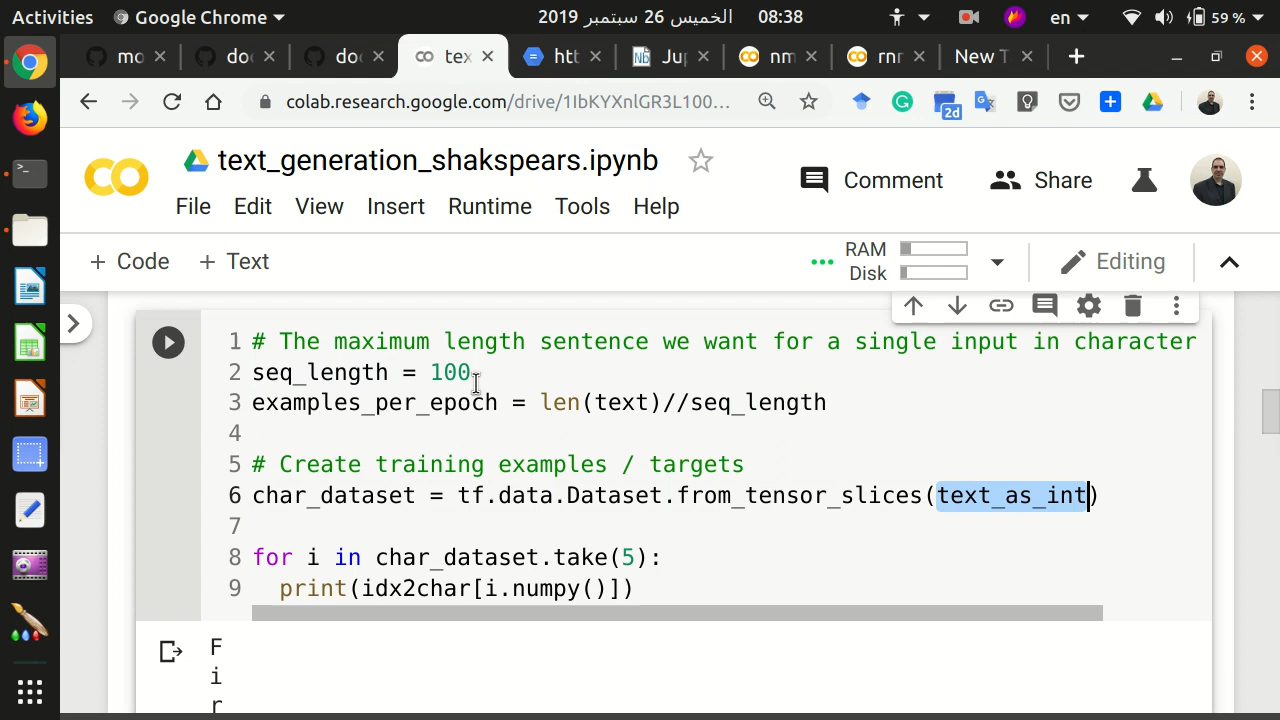 Activities Google Chrome الخميس 26 سبتمبر 2019 08:38 en 59 %
mo doc doc tex htt Jup nm rnr New T
colab.research.google.com/drive/1IbKYXnlGR3L100... 2d
text_generation_shakspears.ipynb
Comment Share
File Edit View Insert Runtime Tools Help
+ Code + Text RAM Disk Editing
1 # The maximum length sentence we want for a single input in character
2 seq_length = 100
3 examples_per_epoch = len(text)//seq_length
4
5 # Create training examples / targets
6 char_dataset = tf.data.Dataset.from_tensor_slices(text_as_int)
7
8 for i in char_dataset.take(5):
9 print(idx2char[i.numpy()])
F
i
r